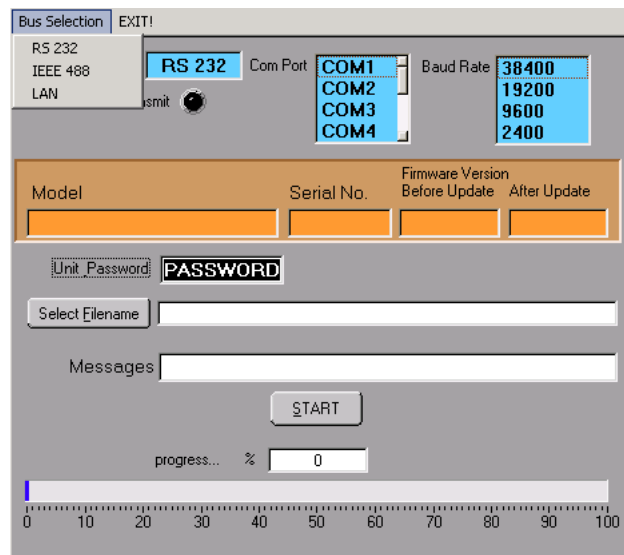 Bus Selection EXIT!
RS 232
IEEE 488
LAN
RS 232
Com Port
COM1
COM2
COM3
COM4
Baud Rate
38400
19200
9600
2400
Model
Serial No.
Firmware Version
Before Update After Update
Unit Password PASSWORD
Select Filename
Messages
START
progress... % 0
0 10 20 30 40 50 60 70 80 90 100